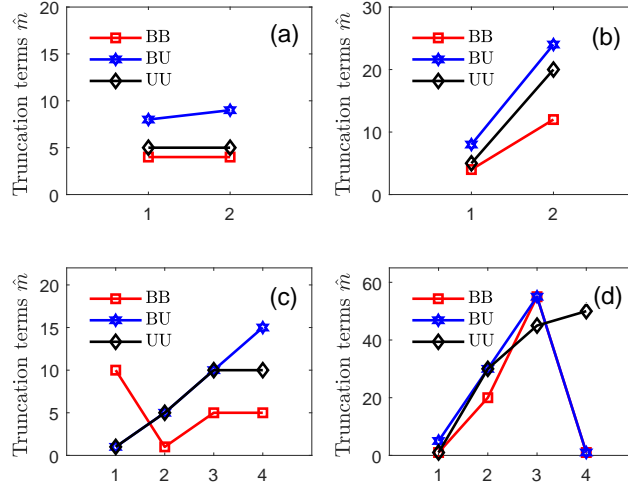 Truncation terms m̂
20
15
10
5
0
BB
BU
UU
(a)
1
2
Truncation terms m̂
30
20
10
0
BB
BU
UU
(b)
1
2
Truncation terms m̂
20
15
10
5
0
BB
BU
UU
(c)
1
2
3
4
Truncation terms m̂
60
40
20
0
BB
BU
UU
(d)
1
2
3
4